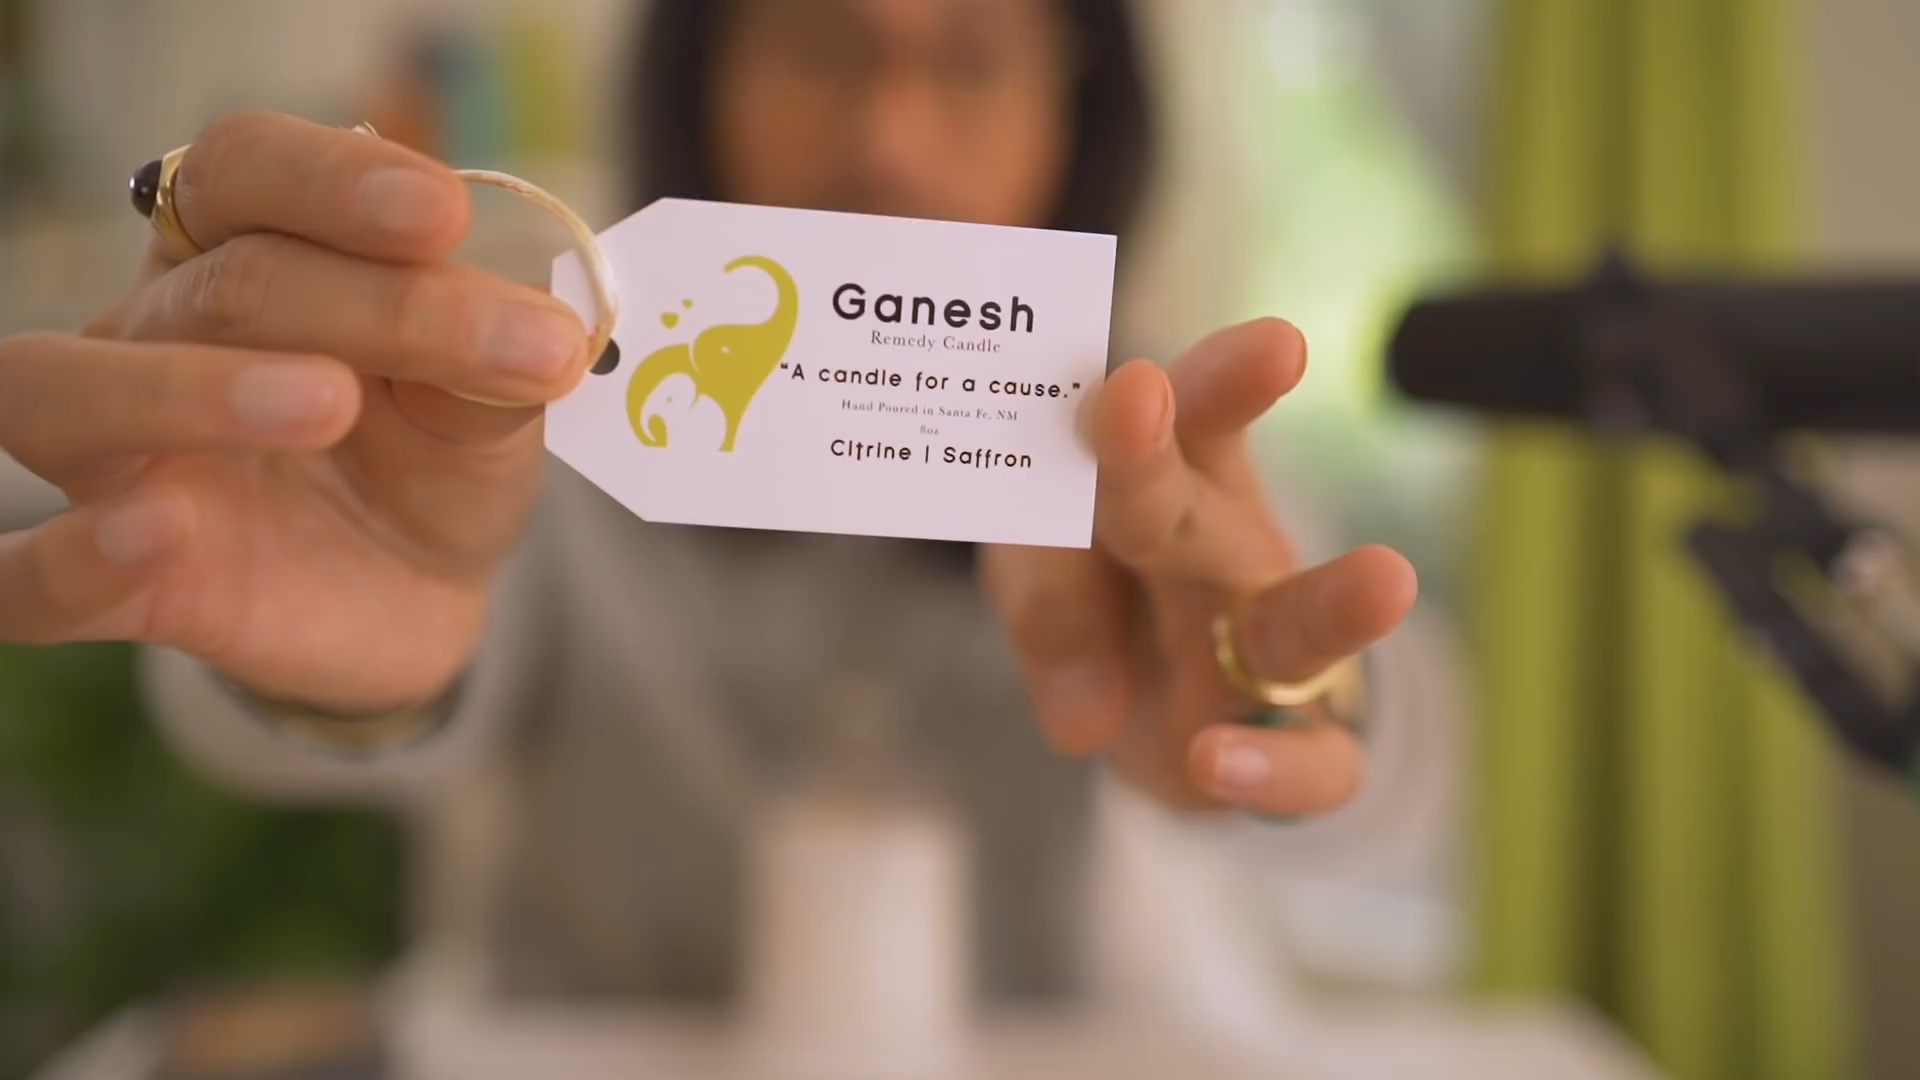 Ganesh
Remedy Candle
"A candle for a cause."
Hand Poured in Santa Fe, NM
8oz
Citrine | Saffron